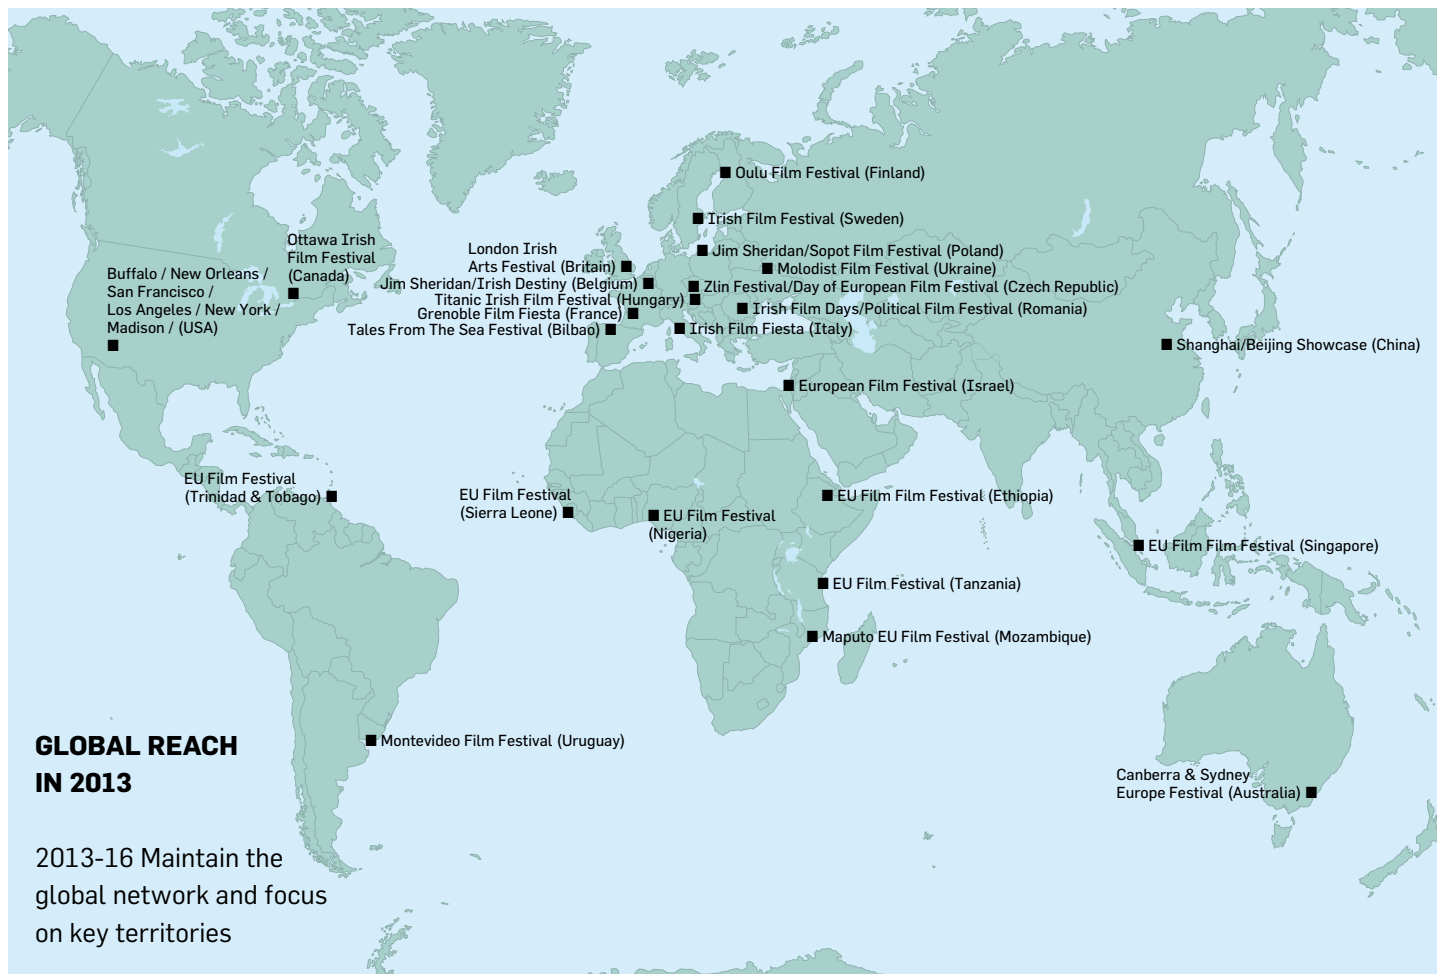 Oulu Film Festival (Finland)
Irish Film Festival (Sweden)
Ottawa Irish
Film Festival
(Canada)
London Irish
Arts Festival (Britain)
Jim Sheridan/Sopot Film Festival (Poland)
Molodist Film Festival (Ukraine)
Buffalo / New Orleans /
San Francisco /
Los Angeles / New York /
Madison / (USA)
Jim Sheridan/Irish Destiny (Belgium)
Zlin Festival/Day of European Film Festival (Czech Republic)
Titanic Irish Film Festival (Hungary)
Irish Film Days/Political Film Festival (Romania)
Grenoble Film Fiesta (France)
Tales From The Sea Festival (Bilbao)
Irish Film Fiesta (Italy)
Shanghai/Beijing Showcase (China)
European Film Festival (Israel)
EU Film Festival
(Trinidad & Tobago)
EU Film Festival
(Sierra Leone)
EU Film Festival
(Nigeria)
EU Film Film Festival (Ethiopia)
EU Film Film Festival (Singapore)
EU Film Festival (Tanzania)
Maputo EU Film Festival (Mozambique)
Montevideo Film Festival (Uruguay)
Canberra & Sydney
Europe Festival (Australia)
GLOBAL REACH
IN 2013
2013-16 Maintain the
global network and focus
on key territories